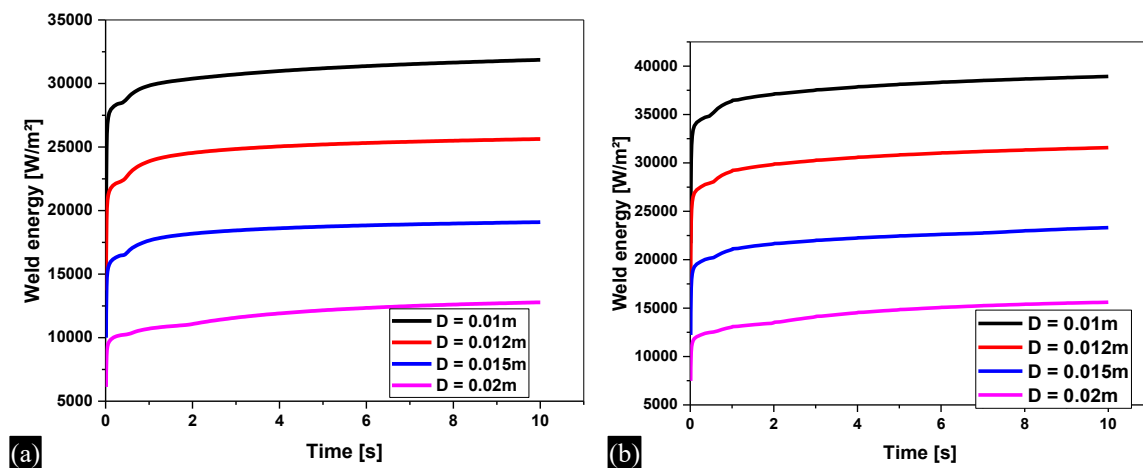 35000
30000
25000
20000
15000
10000
5000
Weld energy [W/m²]
0 2 4 6 8 10
Time [s]
D = 0.01m
D = 0.012m
D = 0.015m
D = 0.02m
(a)
40000
35000
30000
25000
20000
15000
10000
5000
Weld energy [W/m²]
0 2 4 6 8 10
Time [s]
D = 0.01m
D = 0.012m
D = 0.015m
D = 0.02m
(b)